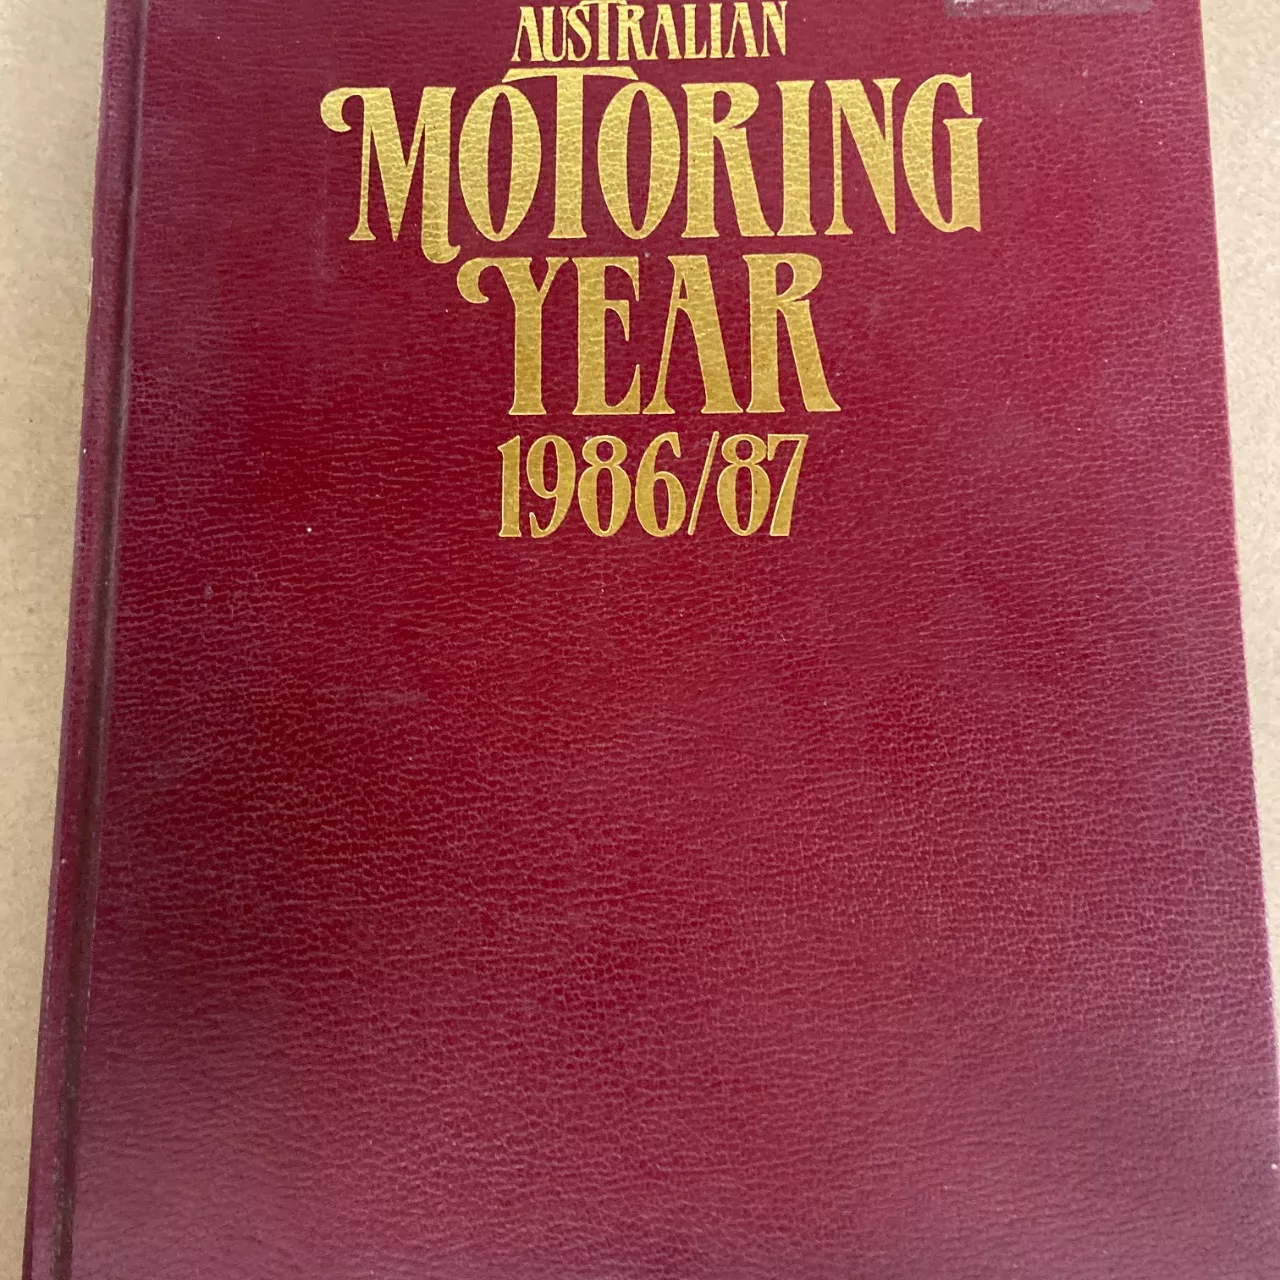 AUSTRALIAN
MOTORING
YEAR
1986/87